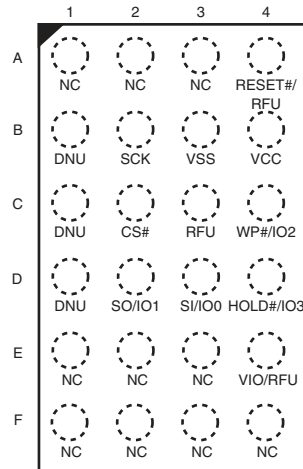 1 2 3 4
A
NC NC NC RESET#/
RFU
B
DNU SCK VSS VCC
C
DNU CS# RFU WP#/IO2
D
DNU SO/IO1 SI/IO0 HOLD#/IO3
E
NC NC NC VIO/RFU
F
NC NC NC NC